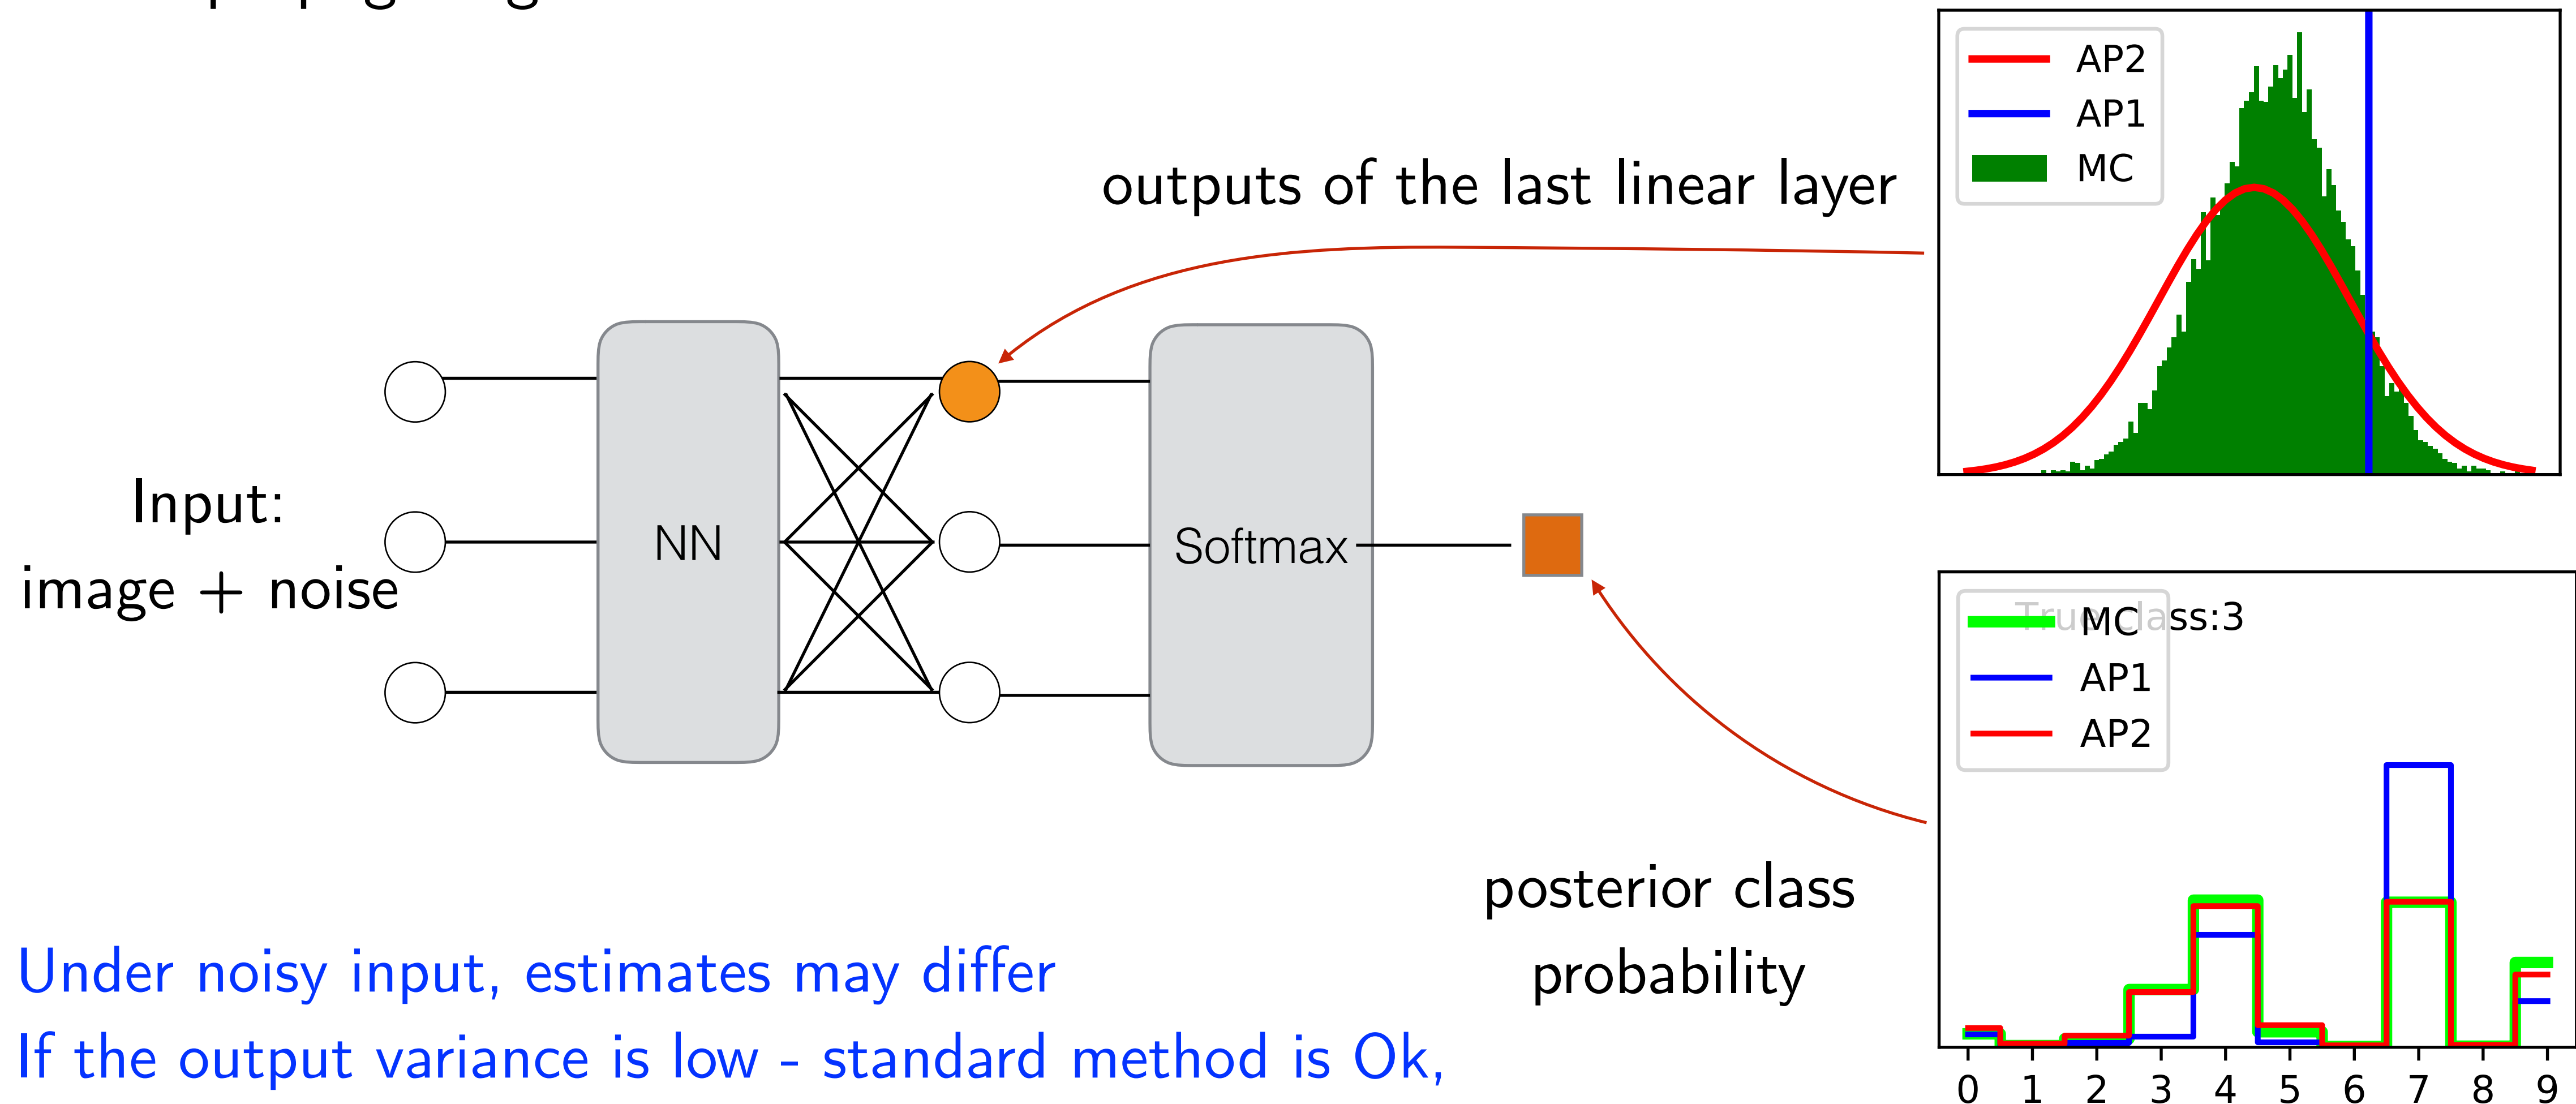 AP2
AP1
MC
outputs of the last linear layer
Input:
image + noise
NN
Softmax
MC
AP1
AP2
class:3
posterior class
probability
Under noisy input, estimates may differ
If the output variance is low - standard method is Ok,
0 1 2 3 4 5 6 7 8 9